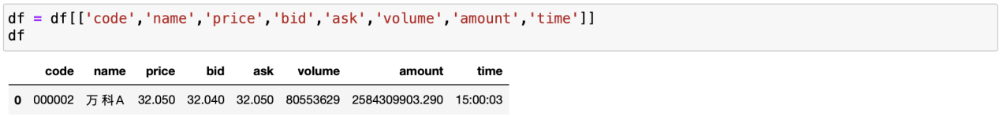 df = df[['code','name','price','bid','ask','volume','amount','time']]
df
code name price bid ask volume amount time
0 000002 万 科A 32.050 32.040 32.050 80553629 2584309903.290 15:00:03